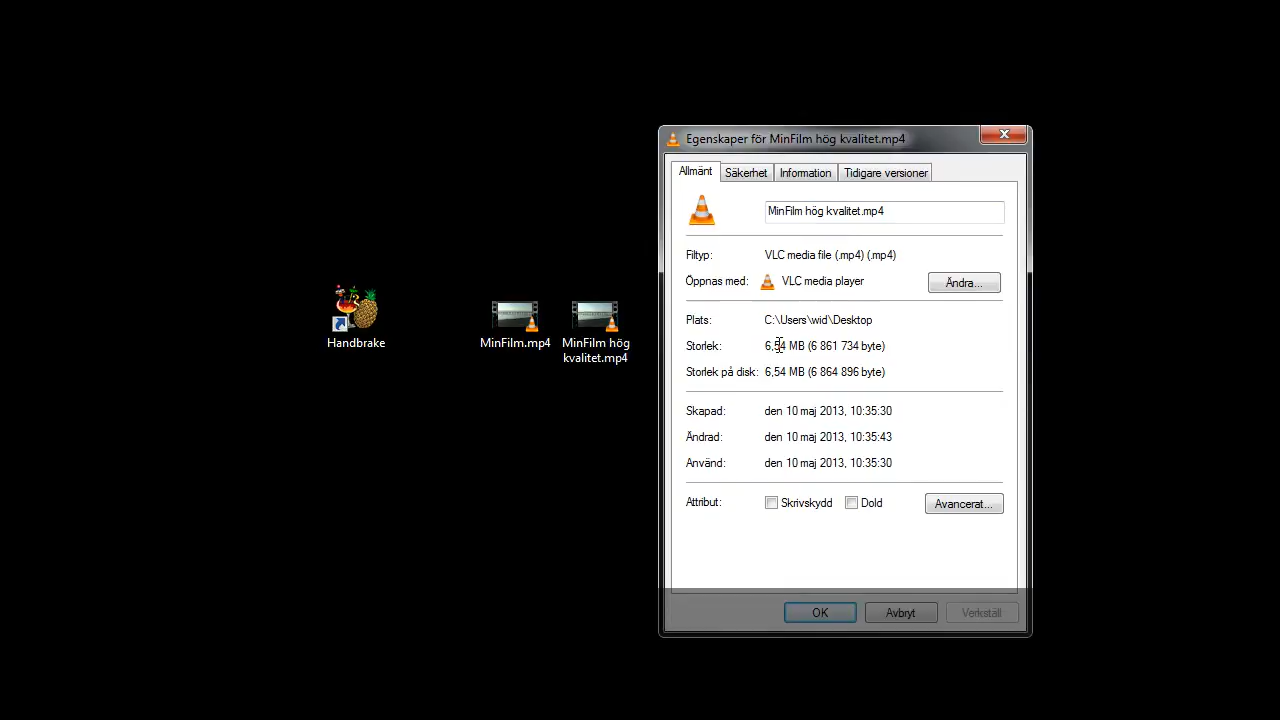 Handbrake
MinFilm.mp4
MinFilm hög
kvalitet.mp4
Egenskaper för MinFilm hög kvalitet.mp4
Allmänt
Säkerhet
Information
Tidigare versioner
MinFilm hög kvalitet.mp4
Filtyp: VLC media file (.mp4) (.mp4)
Öppnas med: VLC media player
Ändra...
Plats: C:\Users\wid\Desktop
Storlek: 6,54 MB (6 861 734 byte)
Storlek på disk: 6,54 MB (6 864 896 byte)
Skapad: den 10 maj 2013, 10:35:30
Ändrad: den 10 maj 2013, 10:35:43
Använd: den 10 maj 2013, 10:35:30
Attribut: Skrivskydd Dold
Avancerat...
OK
Avbryt
Verkställ